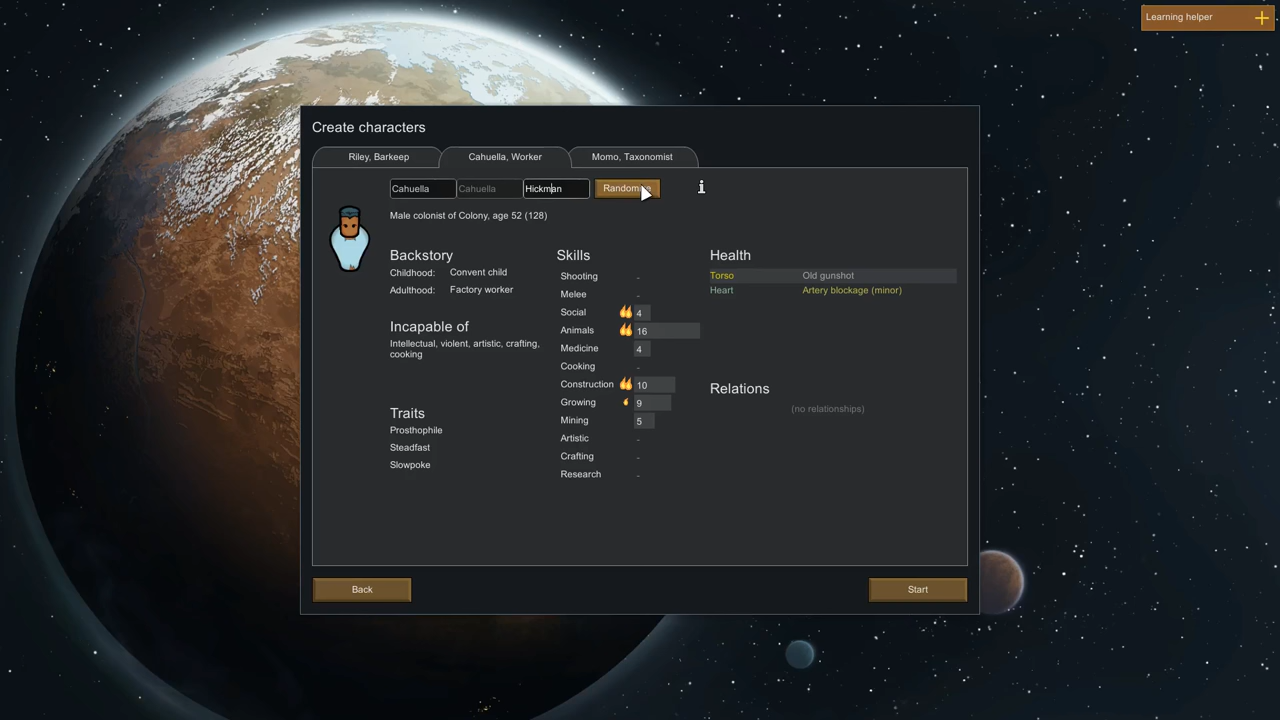 Learning helper
Create characters
Riley, Barkeep
Cahuella, Worker
Momo, Taxonomist
Cahuella
Cahuella
Hickman
Male colonist of Colony, age 52 (128)
Backstory
Childhood: Convent child
Adulthood: Factory worker
Incapable of
Intellectual, violent, artistic, crafting,
cooking
Traits
Prosthophile
Steadfast
Slowpoke
Skills
Shooting -
Melee -
Social 4
Animals 16
Medicine 4
Cooking -
Construction 10
Growing 9
Mining 5
Artistic -
Crafting -
Research -
Health
Torso Old gunshot
Heart Artery blockage (minor)
Relations
(no relationships)
Back
Start